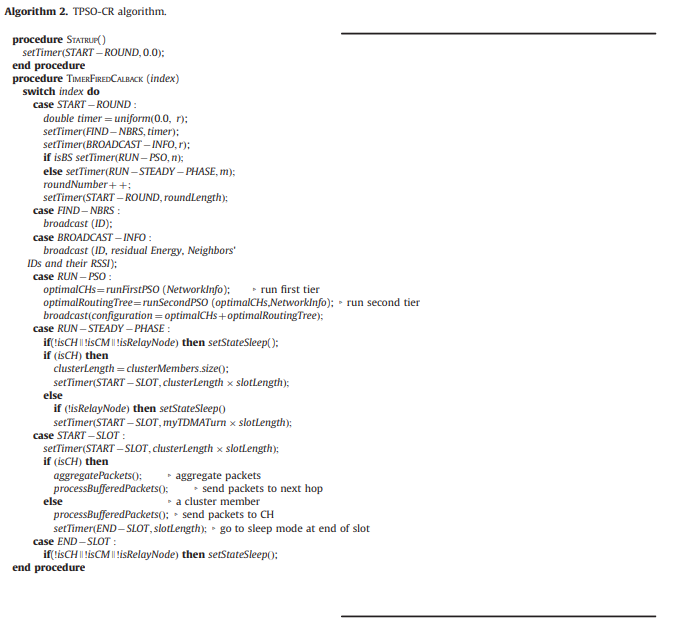 Algorithm 2. TPSO-CR algorithm.
procedure STATRUP()
setTimer(START−ROUND, 0.0);
end procedure
procedure TIMERFIREDCALBACK (index)
switch index do
case START−ROUND :
double timer = uniform(0.0, r);
setTimer(FIND−NBRS, timer);
setTimer(BROADCAST−INFO, r);
if isBS setTimer(RUN−PSO, n);
else setTimer(RUN−STEADY−PHASE, m);
roundNumber++;
setTimer(START−ROUND, roundLength);
case FIND−NBRS :
broadcast (ID);
case BROADCAST−INFO :
broadcast (ID, residual Energy, Neighbors'
IDs and their RSSI);
case RUN−PSO :
optimalCHs=runFirstPSO (NetworkInfo); ▹ run first tier
optimalRoutingTree=runSecondPSO (optimalCHs,NetworkInfo); ▹ run second tier
broadcast(configuration = optimalCHs+optimalRoutingTree);
case RUN−STEADY−PHASE :
if(!isCH||!isCM||!isRelayNode) then setStateSleep();
if (isCH) then
clusterLength = clusterMembers.size();
setTimer(START−SLOT, clusterLength × slotLength);
else
if (!isRelayNode) then setStateSleep()
setTimer(START−SLOT, myTDMATurn × slotLength);
case START−SLOT :
setTimer(START−SLOT, clusterLength × slotLength);
if (isCH) then
aggregatePackets(); ▹ aggregate packets
processBufferedPackets(); ▹ send packets to next hop
else ▹ a cluster member
processBufferedPackets(); ▹ send packets to CH
setTimer(END−SLOT, slotLength); ▹ go to sleep mode at end of slot
case END−SLOT :
if(!isCH||!isCM||!isRelayNode) then setStateSleep();
end procedure